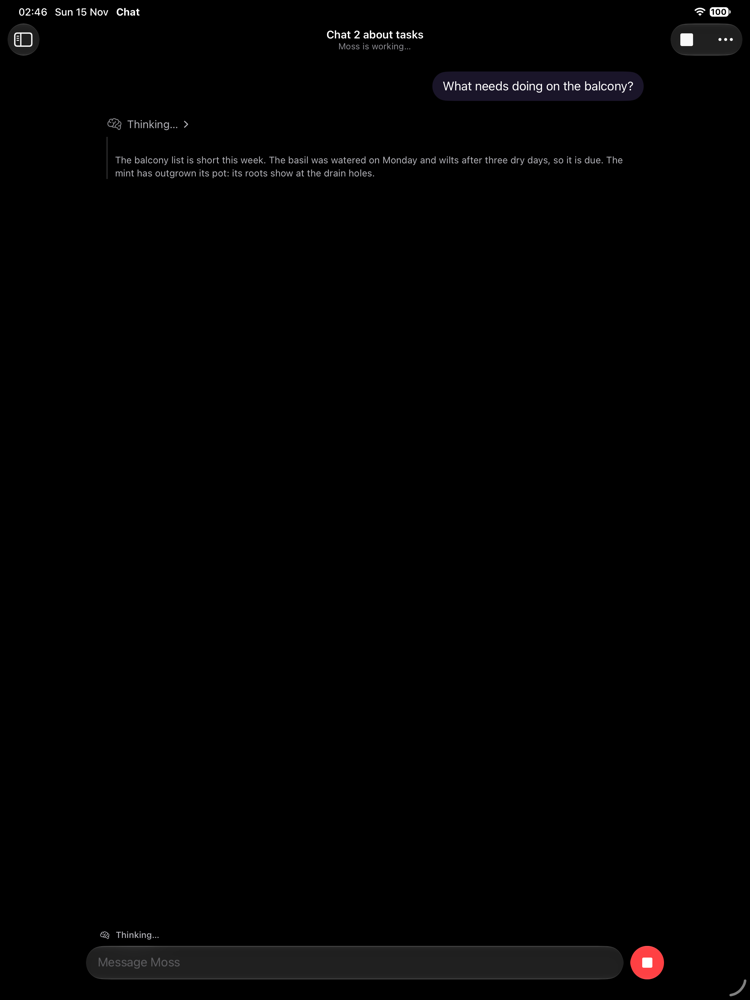 02:46 Sun 15 Nov Chat
100
Chat 2 about tasks
Moss is working...
What needs doing on the balcony?
Thinking...
The balcony list is short this week. The basil was watered on Monday and wilts after three dry days, so it is due. The
mint has outgrown its pot: its roots show at the drain holes.
Thinking...
Message Moss